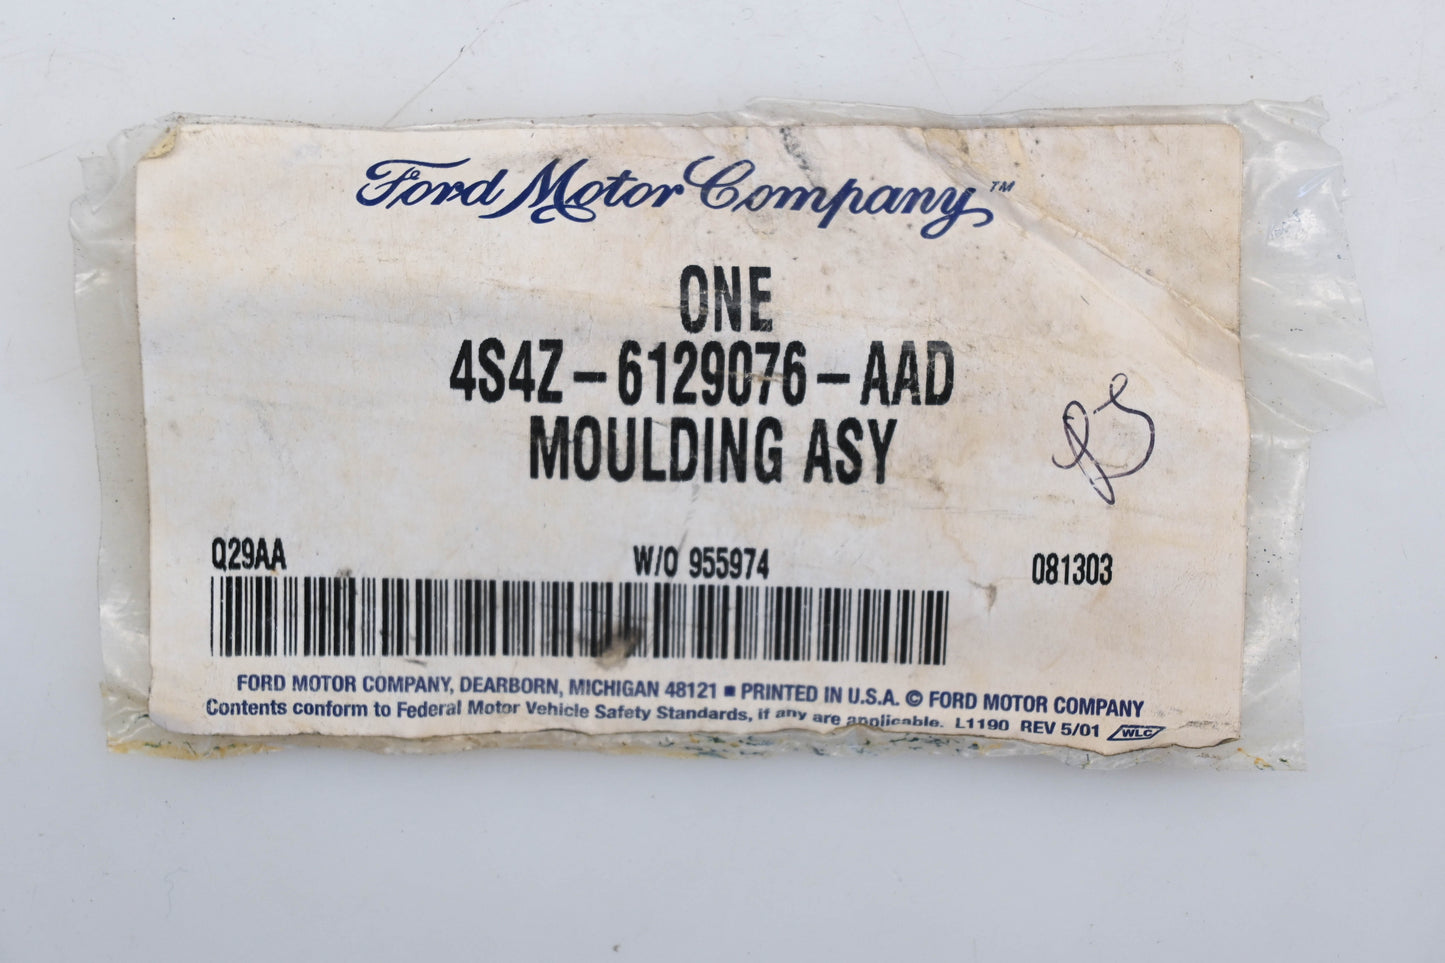 Ford Motor Company™
ONE
4S4Z-6129076-AAD
MOULDING ASY
Q29AA W/O 955974 081303
FORD MOTOR COMPANY, DEARBORN, MICHIGAN 48121 ■ PRINTED IN U.S.A. © FORD MOTOR COMPANY
Contents conform to Federal Motor Vehicle Safety Standards, if any are applicable. L1190 REV 5/01 WLC